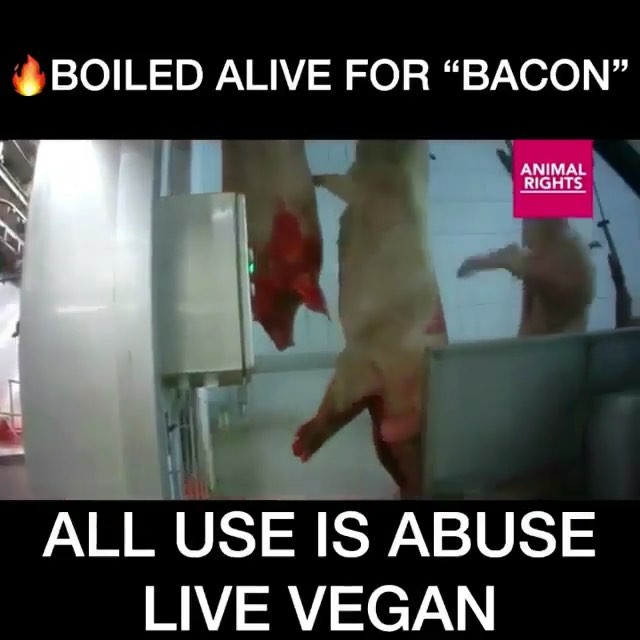 🔥BOILED ALIVE FOR “BACON”
ANIMAL
RIGHTS
ALL USE IS ABUSE
LIVE VEGAN